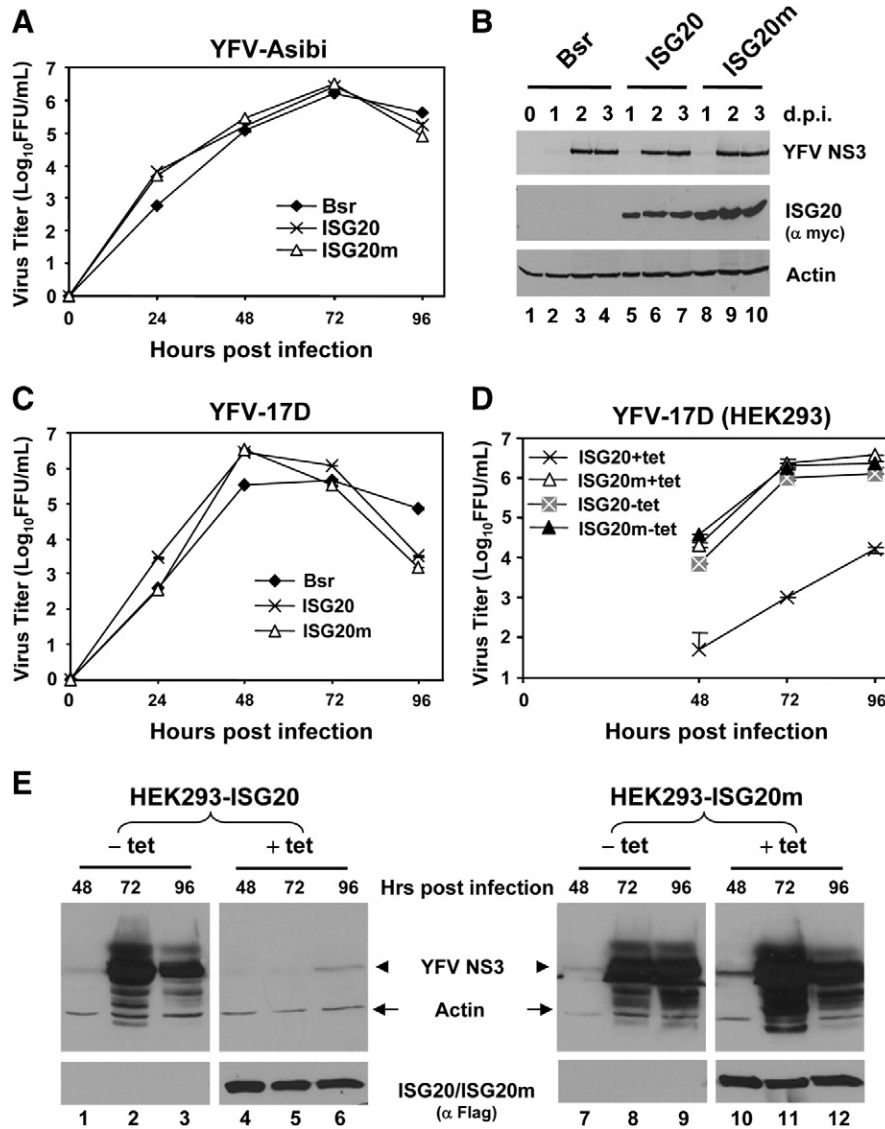 A
YFV-Asibi
Virus Titer (Log10FFU/mL)
7
6
5
4
3
2
1
0
Bsr
ISG20
ISG20m
0 24 48 72 96
Hours post infection
B
Bsr ISG20 ISG20m
0 1 2 3 1 2 3 1 2 3 d.p.i.
YFV NS3
ISG20
(α myc)
Actin
1 2 3 4 5 6 7 8 9 10
C
YFV-17D
Virus Titer (Log10FFU/mL)
7
6
5
4
3
2
1
0
Bsr
ISG20
ISG20m
0 24 48 72 96
Hours post infection
D
YFV-17D (HEK293)
Virus Titer (Log10FFU/mL)
7
6
5
4
3
2
1
ISG20+tet
ISG20m+tet
ISG20-tet
ISG20m-tet
0 48 72 96
Hours post infection
E
HEK293-ISG20 HEK293-ISG20m
– tet + tet – tet + tet
48 72 96 48 72 96 Hrs post infection 48 72 96 48 72 96
YFV NS3
Actin
ISG20/ISG20m
(α Flag)
1 2 3 4 5 6 7 8 9 10 11 12